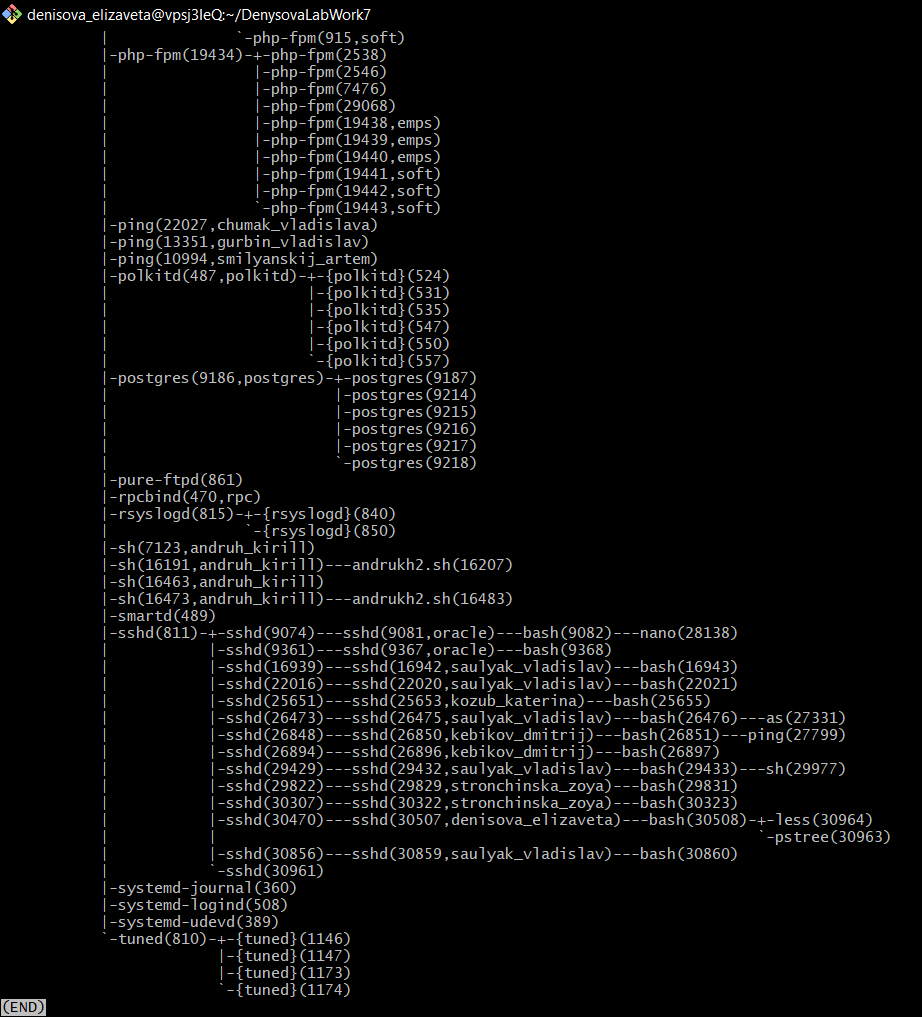 denisova_elizaveta@vpsj3IeQ:~/DenysovaLabWork7
           |               `-php-fpm(915,soft)
           |-php-fpm(19434)-+-php-fpm(2538)
           |                |-php-fpm(2546)
           |                |-php-fpm(7476)
           |                |-php-fpm(29068)
           |                |-php-fpm(19438,emps)
           |                |-php-fpm(19439,emps)
           |                |-php-fpm(19440,emps)
           |                |-php-fpm(19441,soft)
           |                |-php-fpm(19442,soft)
           |                `-php-fpm(19443,soft)
           |-ping(22027,chumak_vladislava)
           |-ping(13351,gurbin_vladislav)
           |-ping(10994,smilyanskij_artem)
           |-polkitd(487,polkitd)-+-{polkitd}(524)
           |                      |-{polkitd}(531)
           |                      |-{polkitd}(535)
           |                      |-{polkitd}(547)
           |                      |-{polkitd}(550)
           |                      `-{polkitd}(557)
           |-postgres(9186,postgres)-+-postgres(9187)
           |                         |-postgres(9214)
           |                         |-postgres(9215)
           |                         |-postgres(9216)
           |                         |-postgres(9217)
           |                         `-postgres(9218)
           |-pure-ftpd(861)
           |-rpcbind(470,rpc)
           |-rsyslogd(815)-+-{rsyslogd}(840)
           |               `-{rsyslogd}(850)
           |-sh(7123,andruh_kirill)
           |-sh(16191,andruh_kirill)---andrukh2.sh(16207)
           |-sh(16463,andruh_kirill)
           |-sh(16473,andruh_kirill)---andrukh2.sh(16483)
           |-smartd(489)
           |-sshd(811)-+-sshd(9074)---sshd(9081,oracle)---bash(9082)---nano(28138)
           |           |-sshd(9361)---sshd(9367,oracle)---bash(9368)
           |           |-sshd(16939)---sshd(16942,saulyak_vladislav)---bash(16943)
           |           |-sshd(22016)---sshd(22020,saulyak_vladislav)---bash(22021)
           |           |-sshd(25651)---sshd(25653,kozub_katerina)---bash(25655)
           |           |-sshd(26473)---sshd(26475,saulyak_vladislav)---bash(26476)---as(27331)
           |           |-sshd(26848)---sshd(26850,kebikov_dmitrij)---bash(26851)---ping(27799)
           |           |-sshd(26894)---sshd(26896,kebikov_dmitrij)---bash(26897)
           |           |-sshd(29429)---sshd(29432,saulyak_vladislav)---bash(29433)---sh(29977)
           |           |-sshd(29822)---sshd(29829,stronchinska_zoya)---bash(29831)
           |           |-sshd(30307)---sshd(30322,stronchinska_zoya)---bash(30323)
           |           |-sshd(30470)---sshd(30507,denisova_elizaveta)---bash(30508)-+-less(30964)
           |           |                                                            `-pstree(30963)
           |           |-sshd(30856)---sshd(30859,saulyak_vladislav)---bash(30860)
           |           `-sshd(30961)
           |-systemd-journal(360)
           |-systemd-logind(508)
           |-systemd-udevd(389)
           `-tuned(810)-+-{tuned}(1146)
                        |-{tuned}(1147)
                        |-{tuned}(1173)
                        `-{tuned}(1174)
(END)